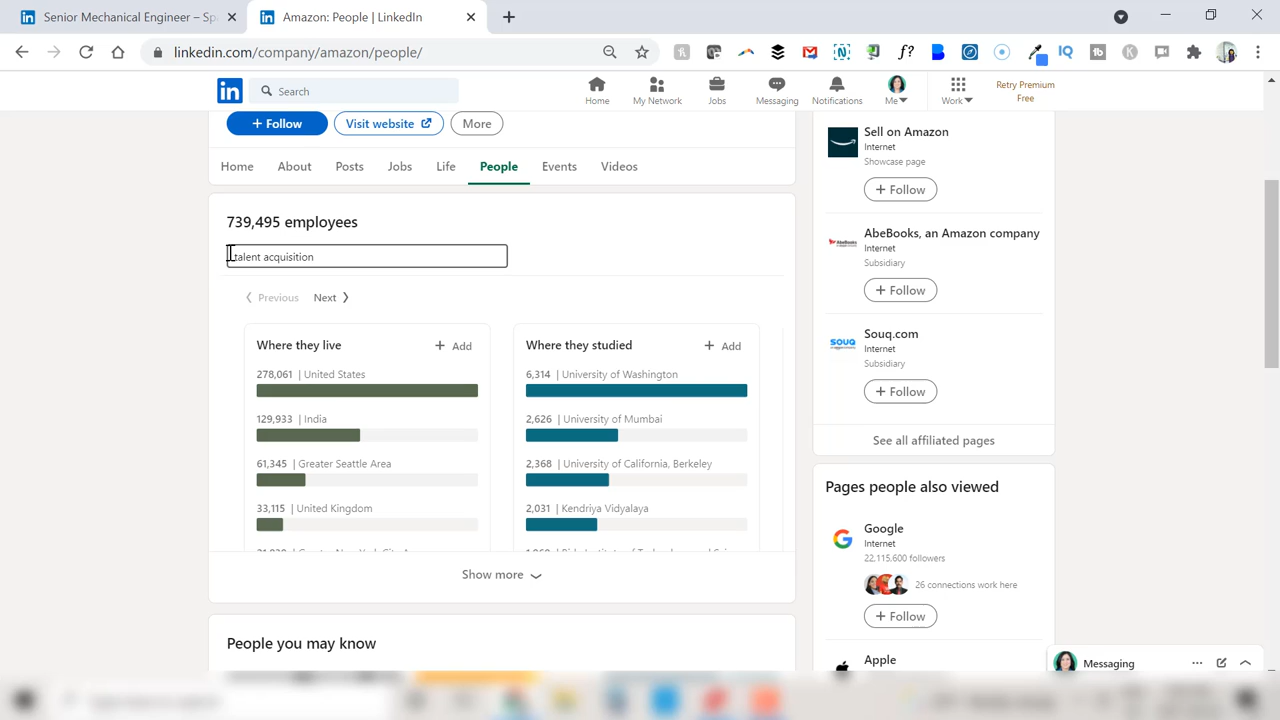 Senior Mechanical Engineer – Sp
Amazon: People | LinkedIn
linkedin.com/company/amazon/people/
Search
Home
My Network
Jobs
Messaging
Notifications
Me
Work
Retry Premium
Free
+ Follow
Visit website
More
Home
About
Posts
Jobs
Life
People
Events
Videos
739,495 employees
talent acquisition
Previous
Next
Where they live
+ Add
278,061 | United States
129,933 | India
61,345 | Greater Seattle Area
33,115 | United Kingdom
Where they studied
+ Add
6,314 | University of Washington
2,626 | University of Mumbai
2,368 | University of California, Berkeley
2,031 | Kendriya Vidyalaya
Show more
People you may know
Sell on Amazon
Internet
Showcase page
+ Follow
AbeBooks, an Amazon company
Internet
Subsidiary
+ Follow
Souq.com
Internet
Subsidiary
+ Follow
See all affiliated pages
Pages people also viewed
Google
Internet
22,115,600 followers
26 connections work here
+ Follow
Apple
Messaging